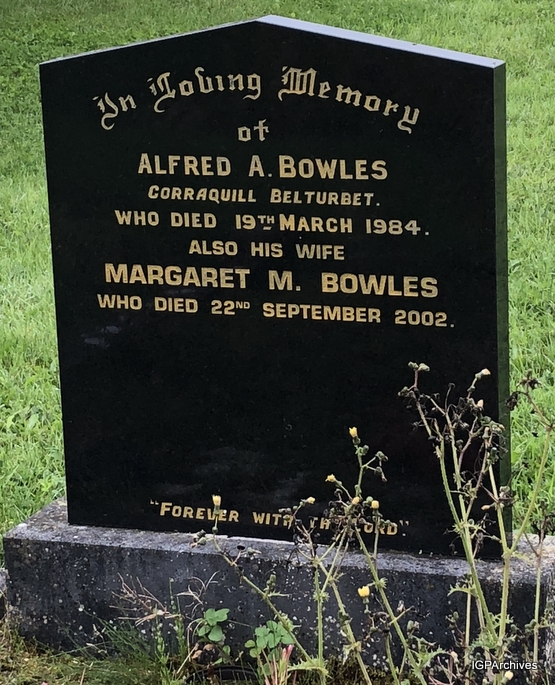 In Loving Memory
of
ALFRED A. BOWLES
CORRAQUILL BELTURBET.
WHO DIED 19TH MARCH 1984.
ALSO HIS WIFE
MARGARET M. BOWLES
WHO DIED 22ND SEPTEMBER 2002.
"FOREVER WITH THE LORD".
IGPArchives